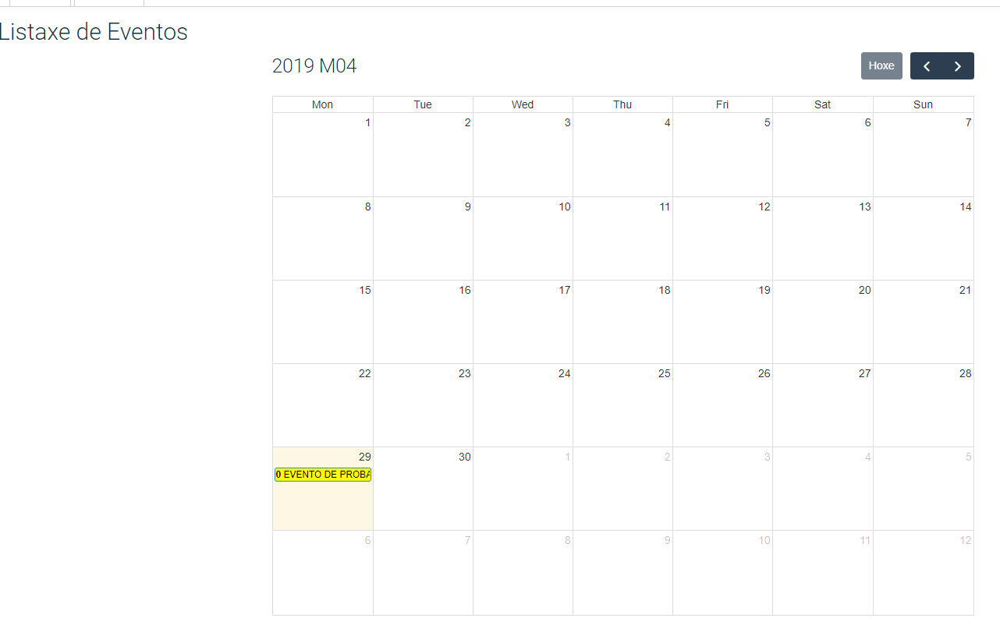 Listaxe de Eventos
2019 M04
Hoxe
Mon Tue Wed Thu Fri Sat Sun
1 2 3 4 5 6 7
8 9 10 11 12 13 14
15 16 17 18 19 20 21
22 23 24 25 26 27 28
29 30 1 2 3 4 5
0 EVENTO DE PROBA
6 7 8 9 10 11 12